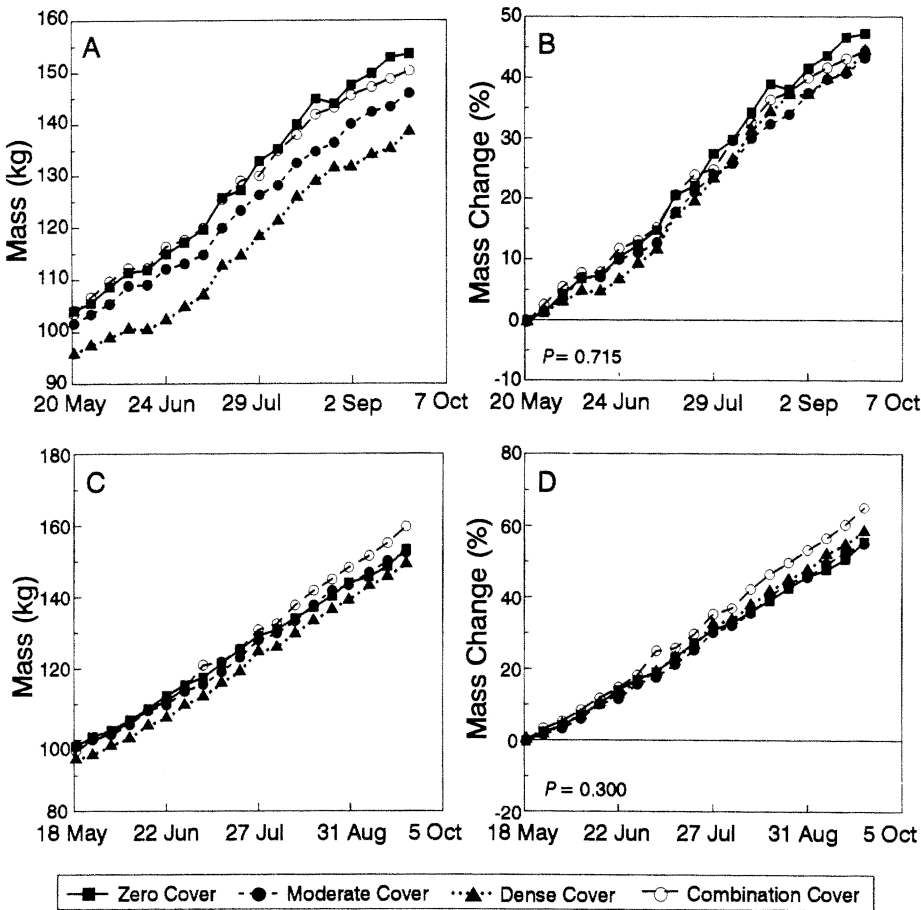 A
Mass (kg)
160
150
140
130
120
110
100
90
20 May 24 Jun 29 Jul 2 Sep 7 Oct
B
Mass Change (%)
50
40
30
20
10
0
-10
P = 0.715
20 May 24 Jun 29 Jul 2 Sep 7 Oct
C
Mass (kg)
180
160
140
120
100
80
18 May 22 Jun 27 Jul 31 Aug 5 Oct
D
Mass Change (%)
80
60
40
20
0
-20
P = 0.300
18 May 22 Jun 27 Jul 31 Aug 5 Oct
Zero Cover Moderate Cover Dense Cover Combination Cover